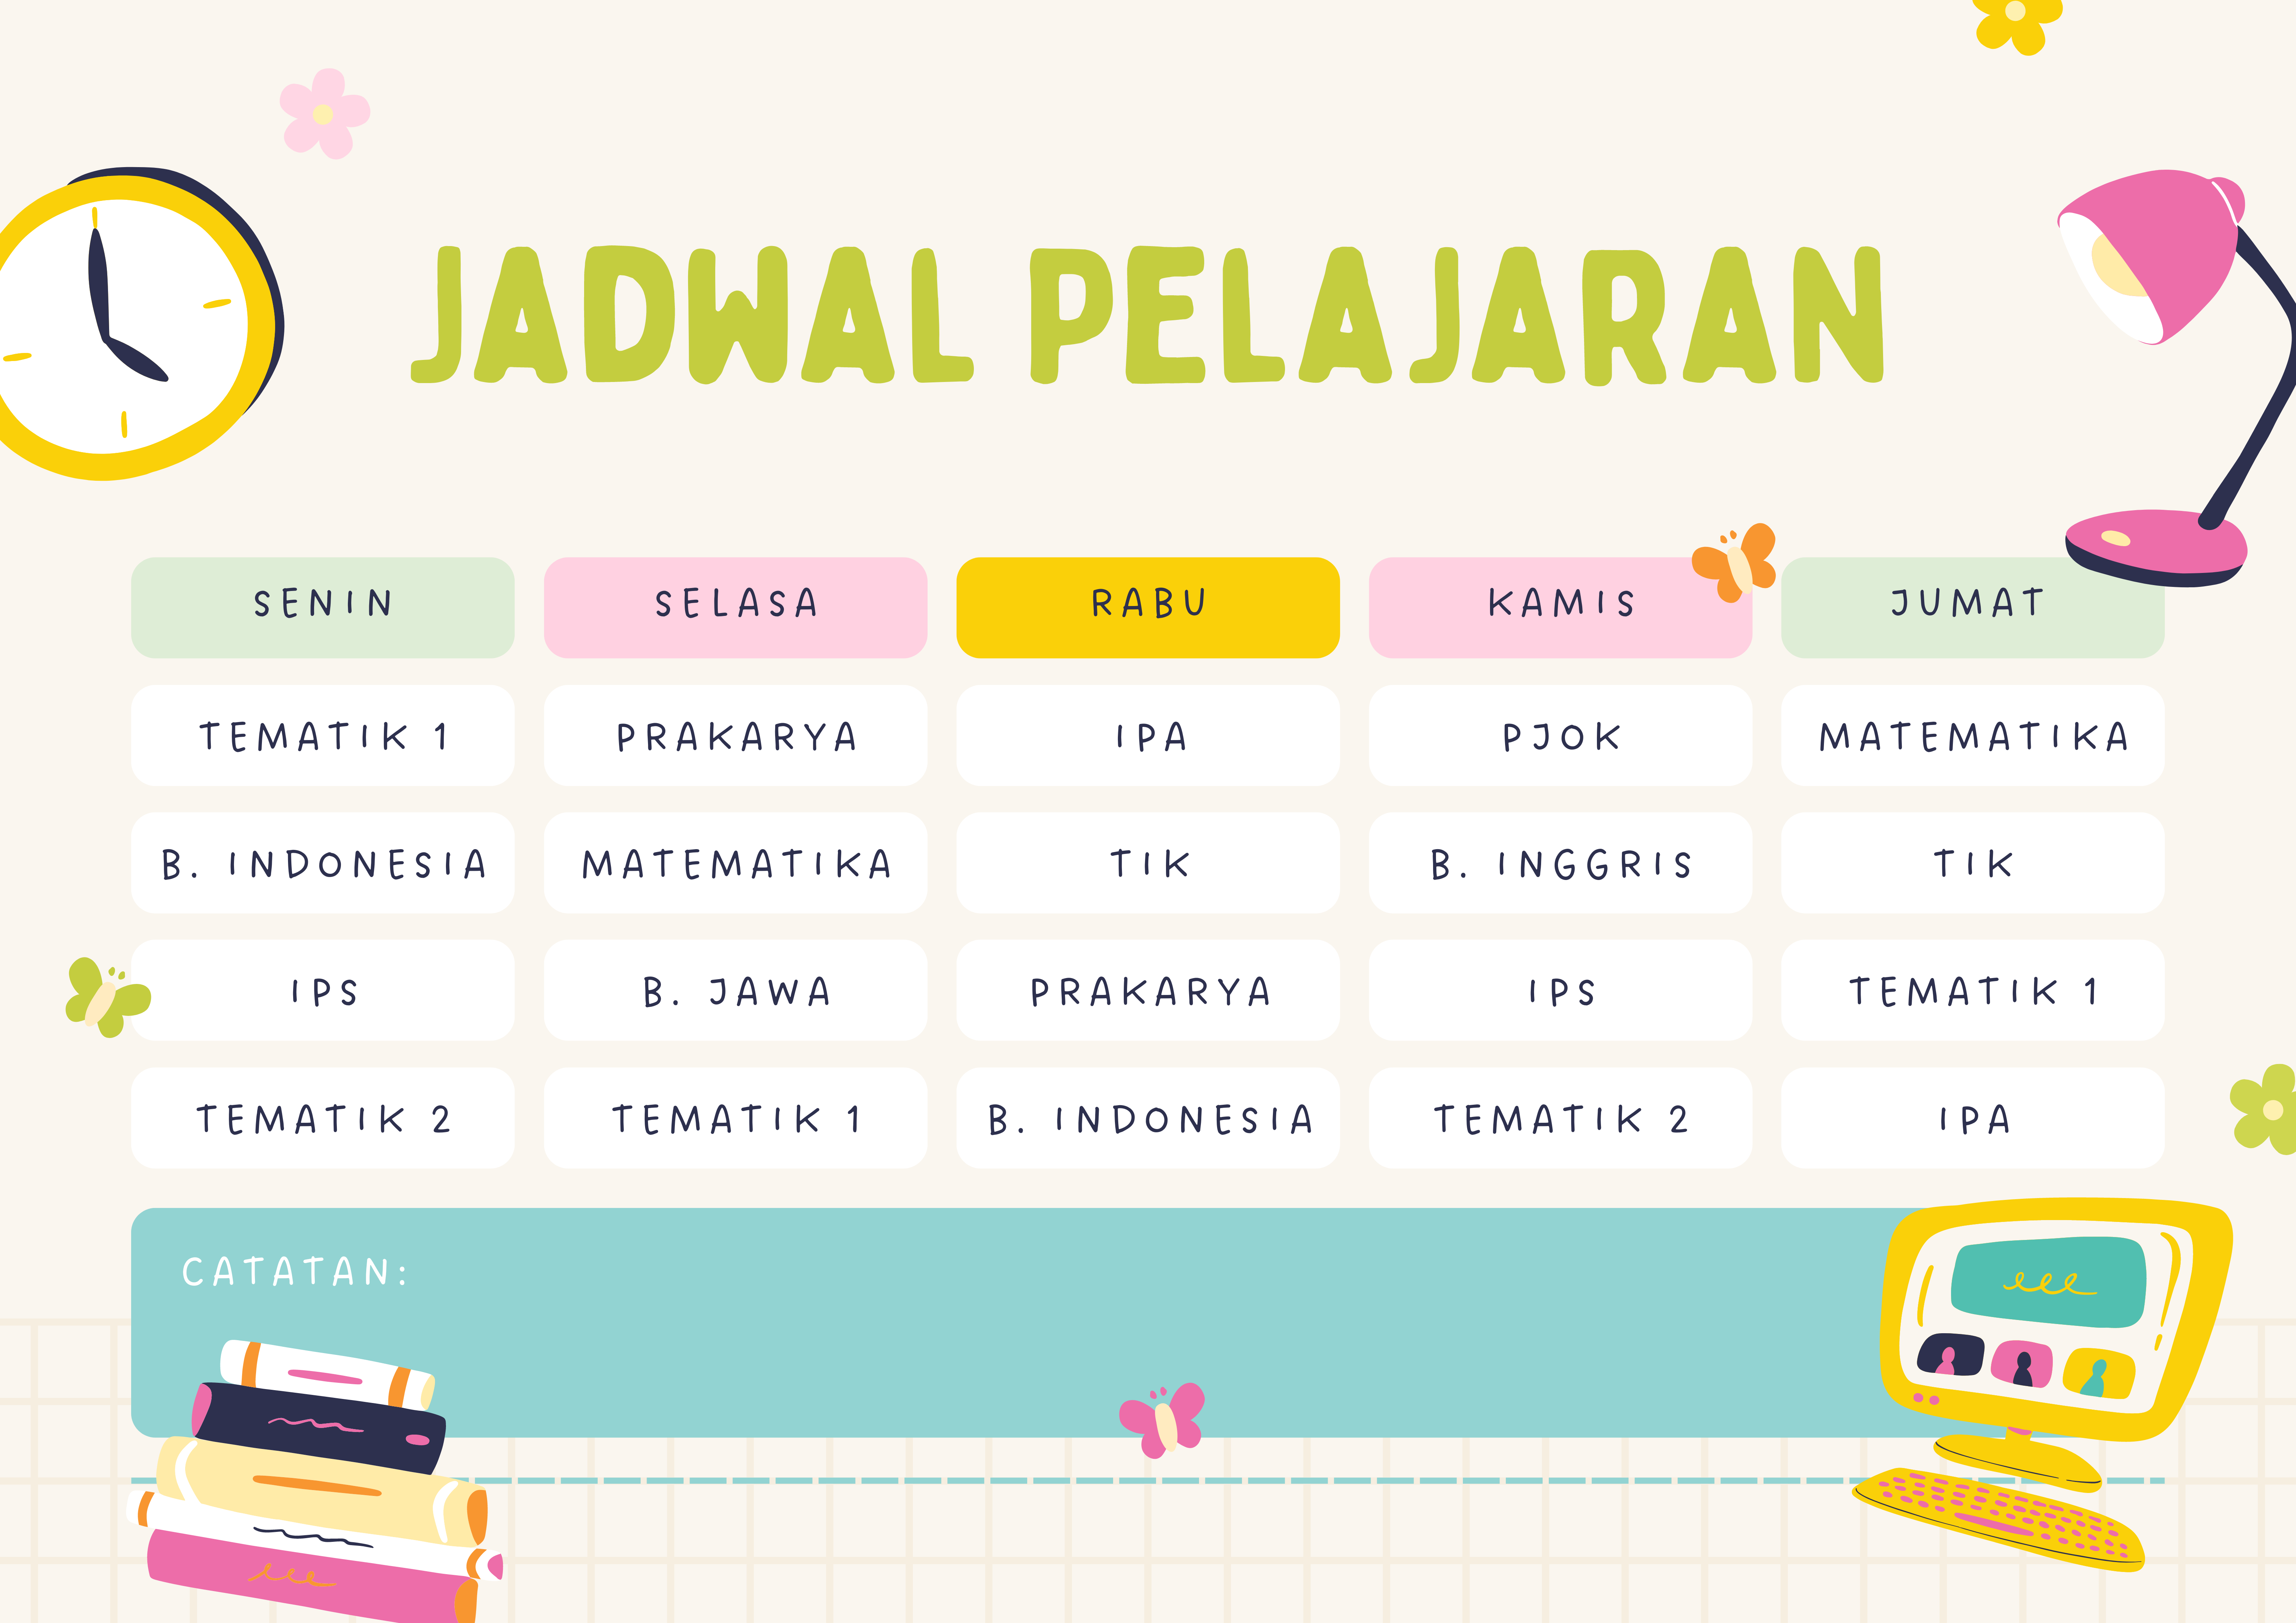 JADWAL PELAJARAN
SENIN SELASA RABU KAMIS JUMAT
TEMATIK 1 PRAKARYA IPA PJOK MATEMATIKA
B. INDONESIA MATEMATIKA TIK B. INGGRIS TIK
IPS B. JAWA PRAKARYA IPS TEMATIK 1
TEMATIK 2 TEMATIK 1 B. INDONESIA TEMATIK 2 IPA
CATATAN: